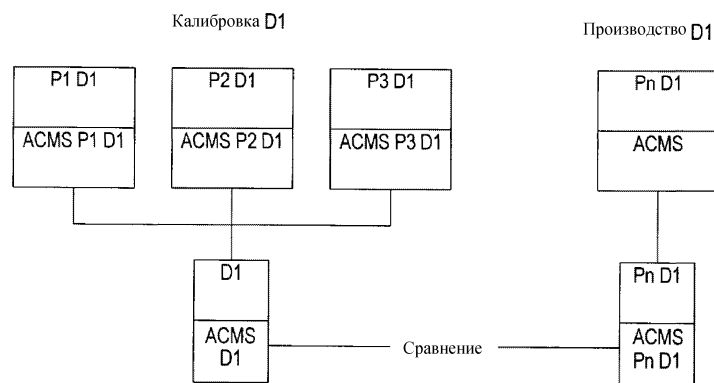 Калибровка D1
Производство D1
P1 D1
P2 D1
P3 D1
Pn D1
ACMS P1 D1
ACMS P2 D1
ACMS P3 D1
ACMS
D1
Pn D1
ACMS
D1
Сравнение
ACMS
Pn D1